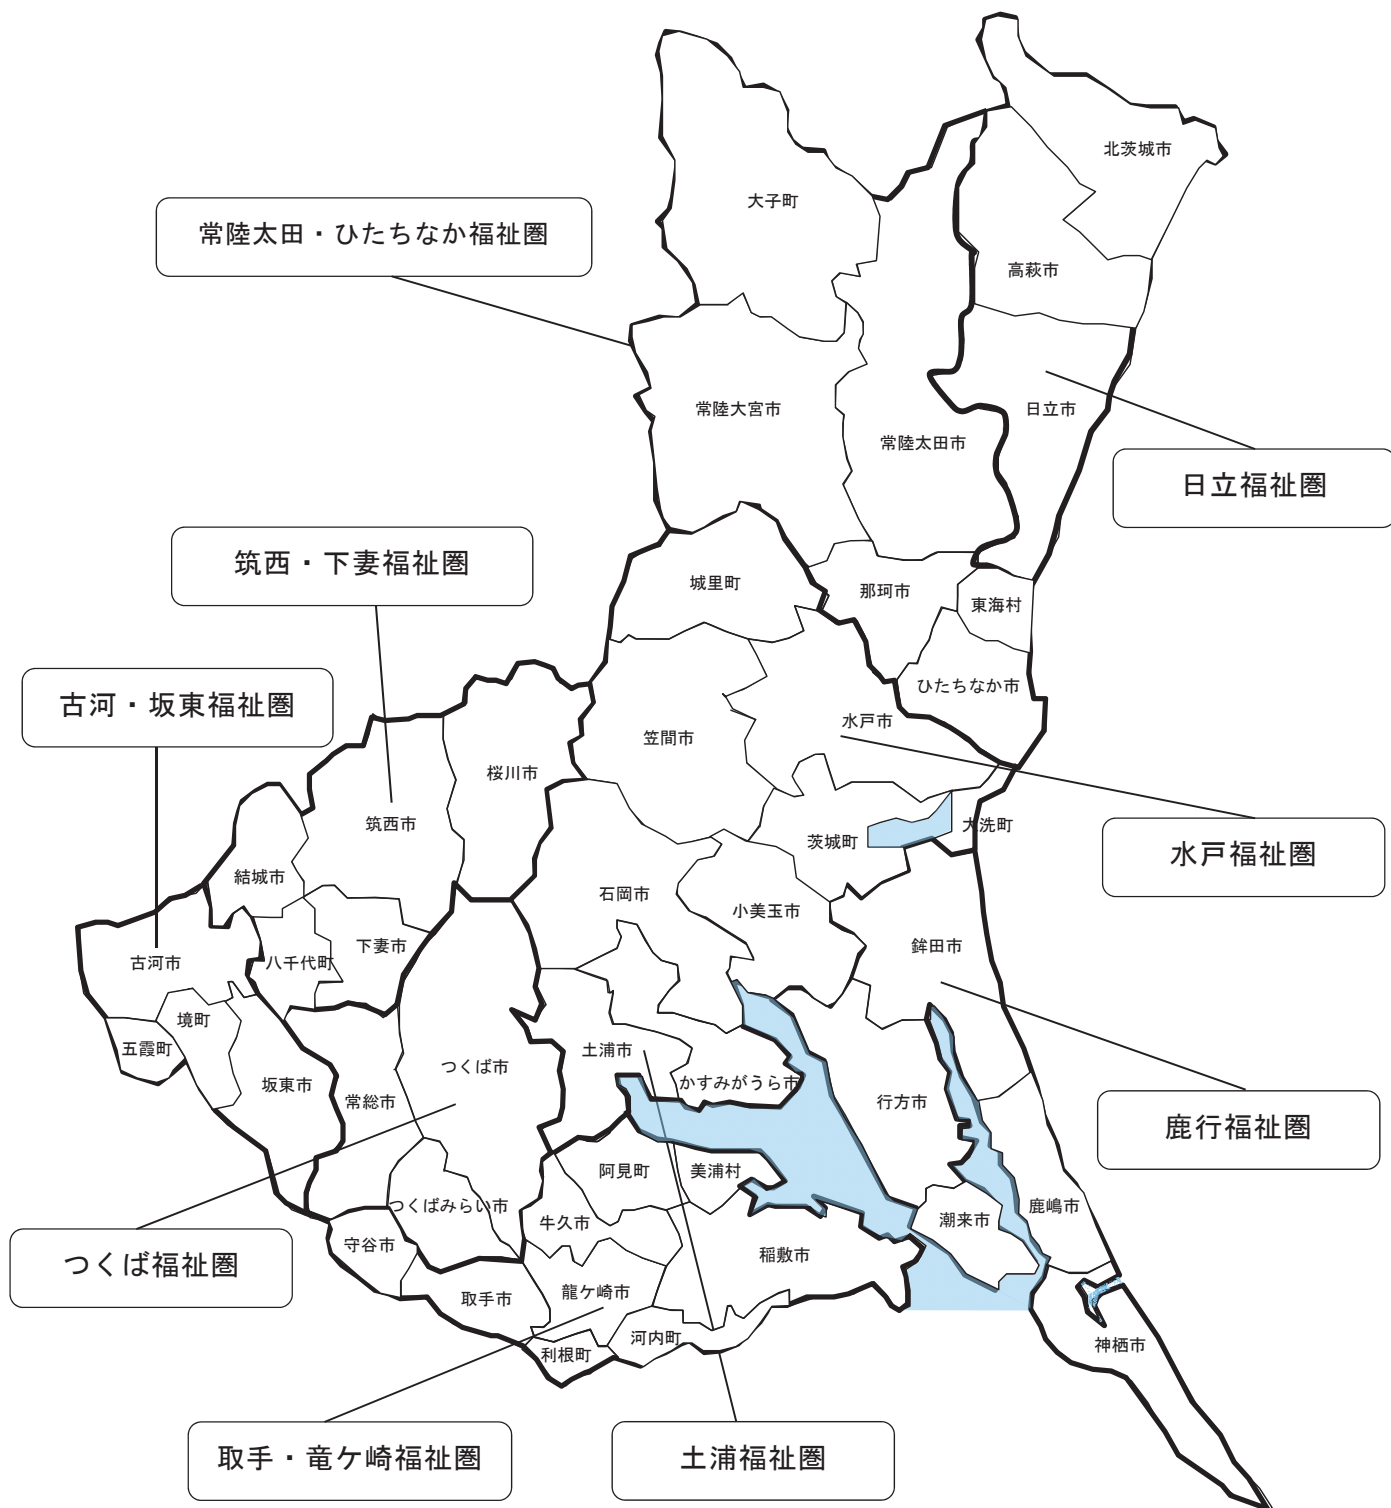 北茨城市
大子町
常陸太田・ひたちなか福祉圏
高萩市
常陸大宮市
日立市
常陸太田市
日立福祉圏
筑西・下妻福祉圏
城里町
那珂市
東海村
ひたちなか市
古河・坂東福祉圏
水戸市
笠間市
桜川市
筑西市
大洗町
茨城町
水戸福祉圏
結城市
石岡市
小美玉市
下妻市
鉾田市
古河市
八千代町
境町
五霞町
土浦市
つくば市
かすみがうら市
坂東市
常総市
行方市
鹿行福祉圏
阿見町
美浦村
つくばみらい市
鹿嶋市
牛久市
潮来市
守谷市
稲敷市
つくば福祉圏
龍ケ崎市
取手市
河内町
神栖市
利根町
取手・竜ケ崎福祉圏
土浦福祉圏